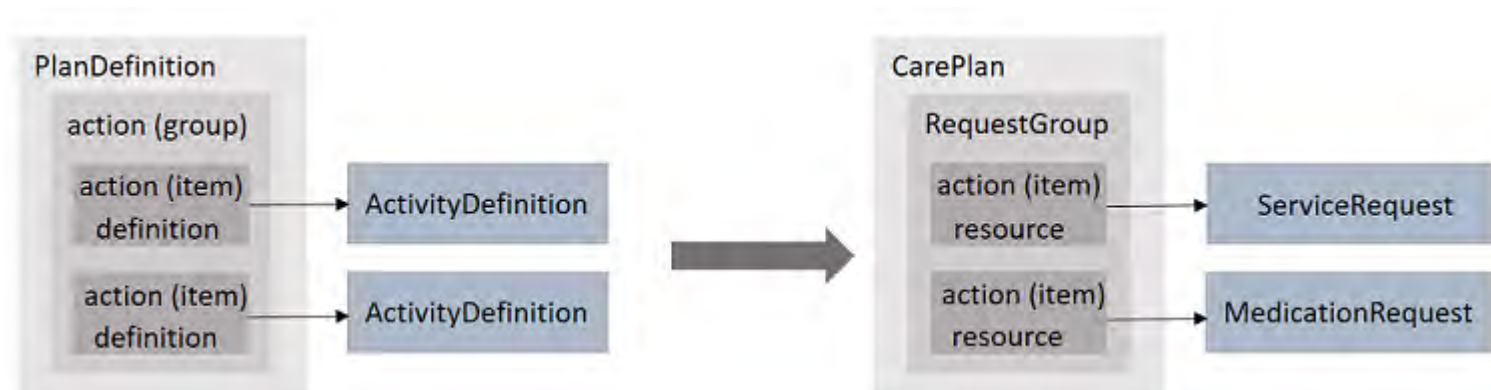 PlanDefinition
action (group)
action (item)
definition
ActivityDefinition
action (item)
definition
ActivityDefinition
CarePlan
RequestGroup
action (item)
resource
ServiceRequest
action (item)
resource
MedicationRequest